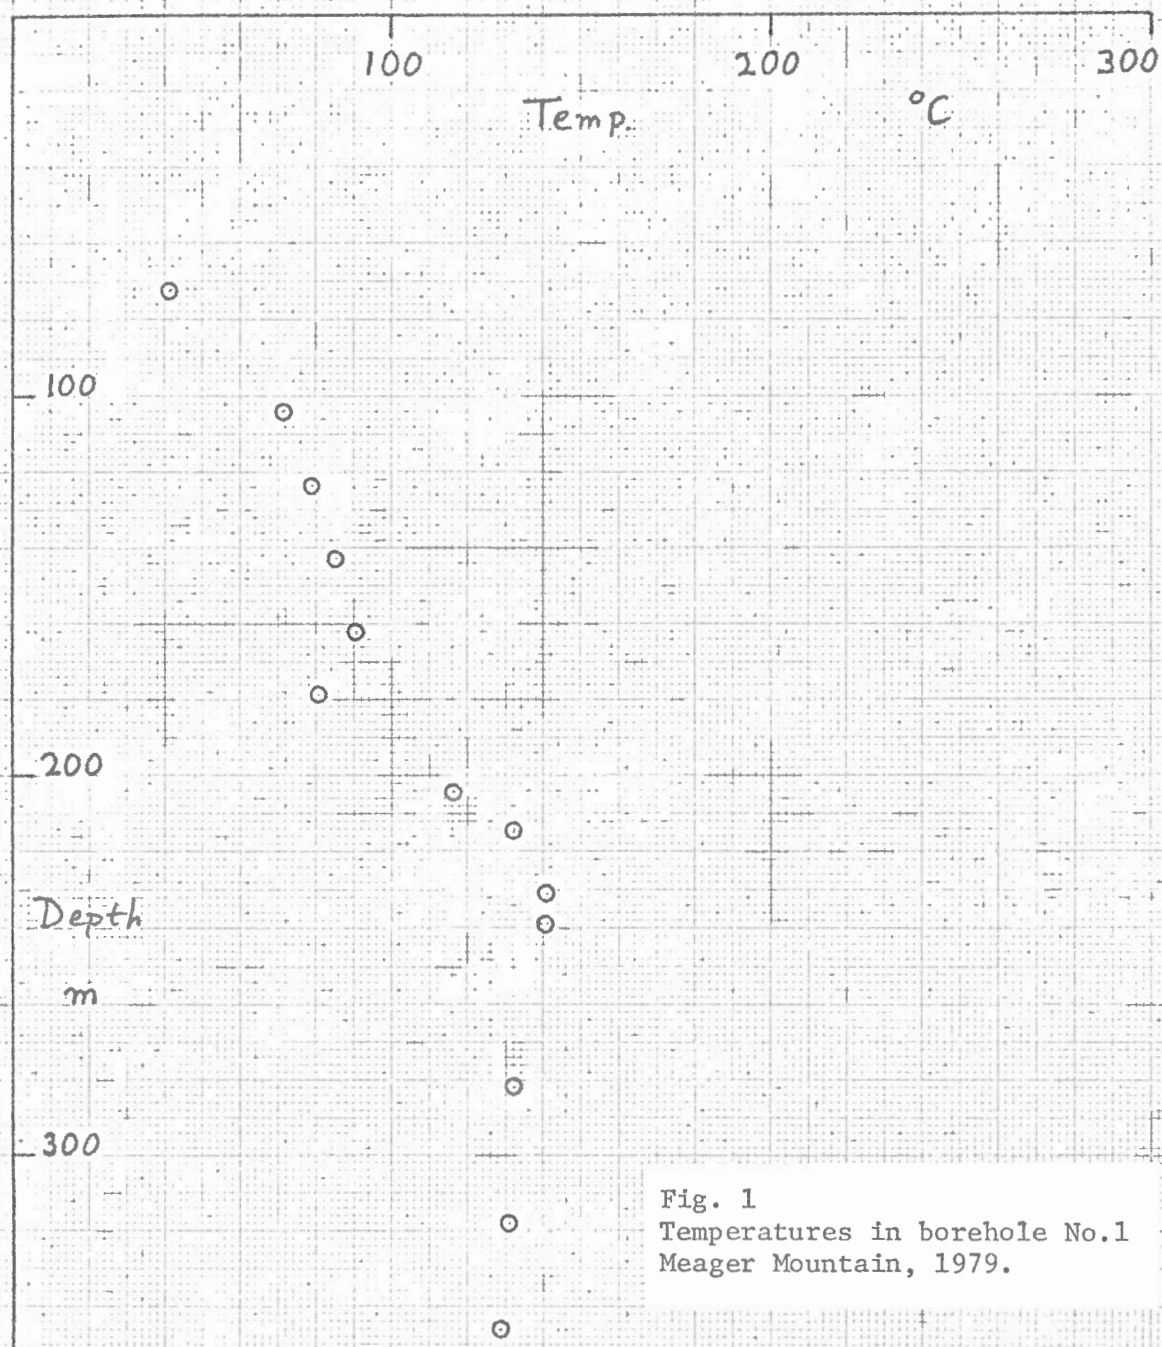 100 200 300
Temp. °C
100
200
Depth
m
300
Fig. 1
Temperatures in borehole No.1
Meager Mountain, 1979.